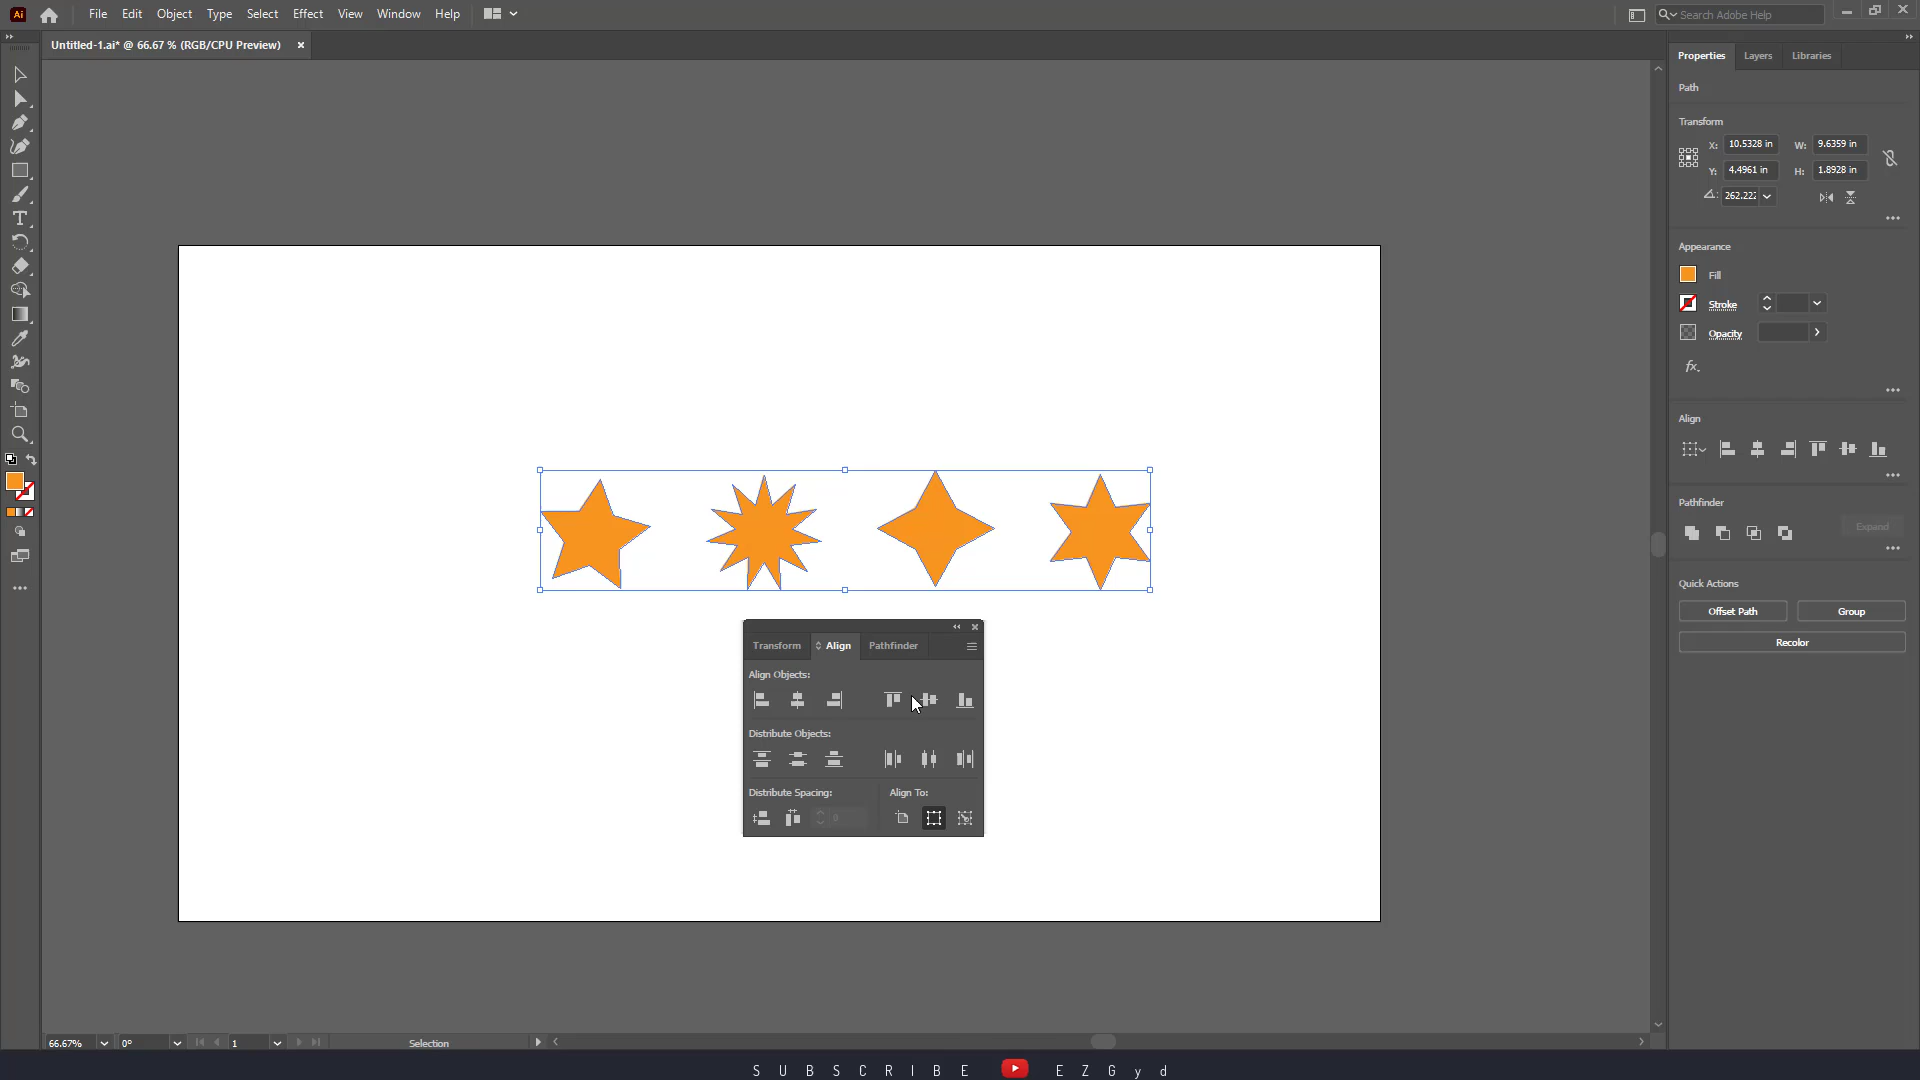 Ai File Edit Object Type Select Effect View Window Help Search Adobe Help
Untitled-1.ai* @ 66.67 % (RGB/CPU Preview) ×
Properties Layers Libraries
Path
Transform
X: 10.5328 in W: 9.6359 in
Y: 4.4961 in H: 1.8928 in
262.222
Appearance
Fill
Stroke
Opacity
fx.
Align
Pathfinder
Expand
Quick Actions
Offset Path Group
Recolor
Transform Align Pathfinder
Align Objects:
Distribute Objects:
Distribute Spacing: Align To:
0
66.67% 0° 1 Selection
SUBSCRIBE EZGyd